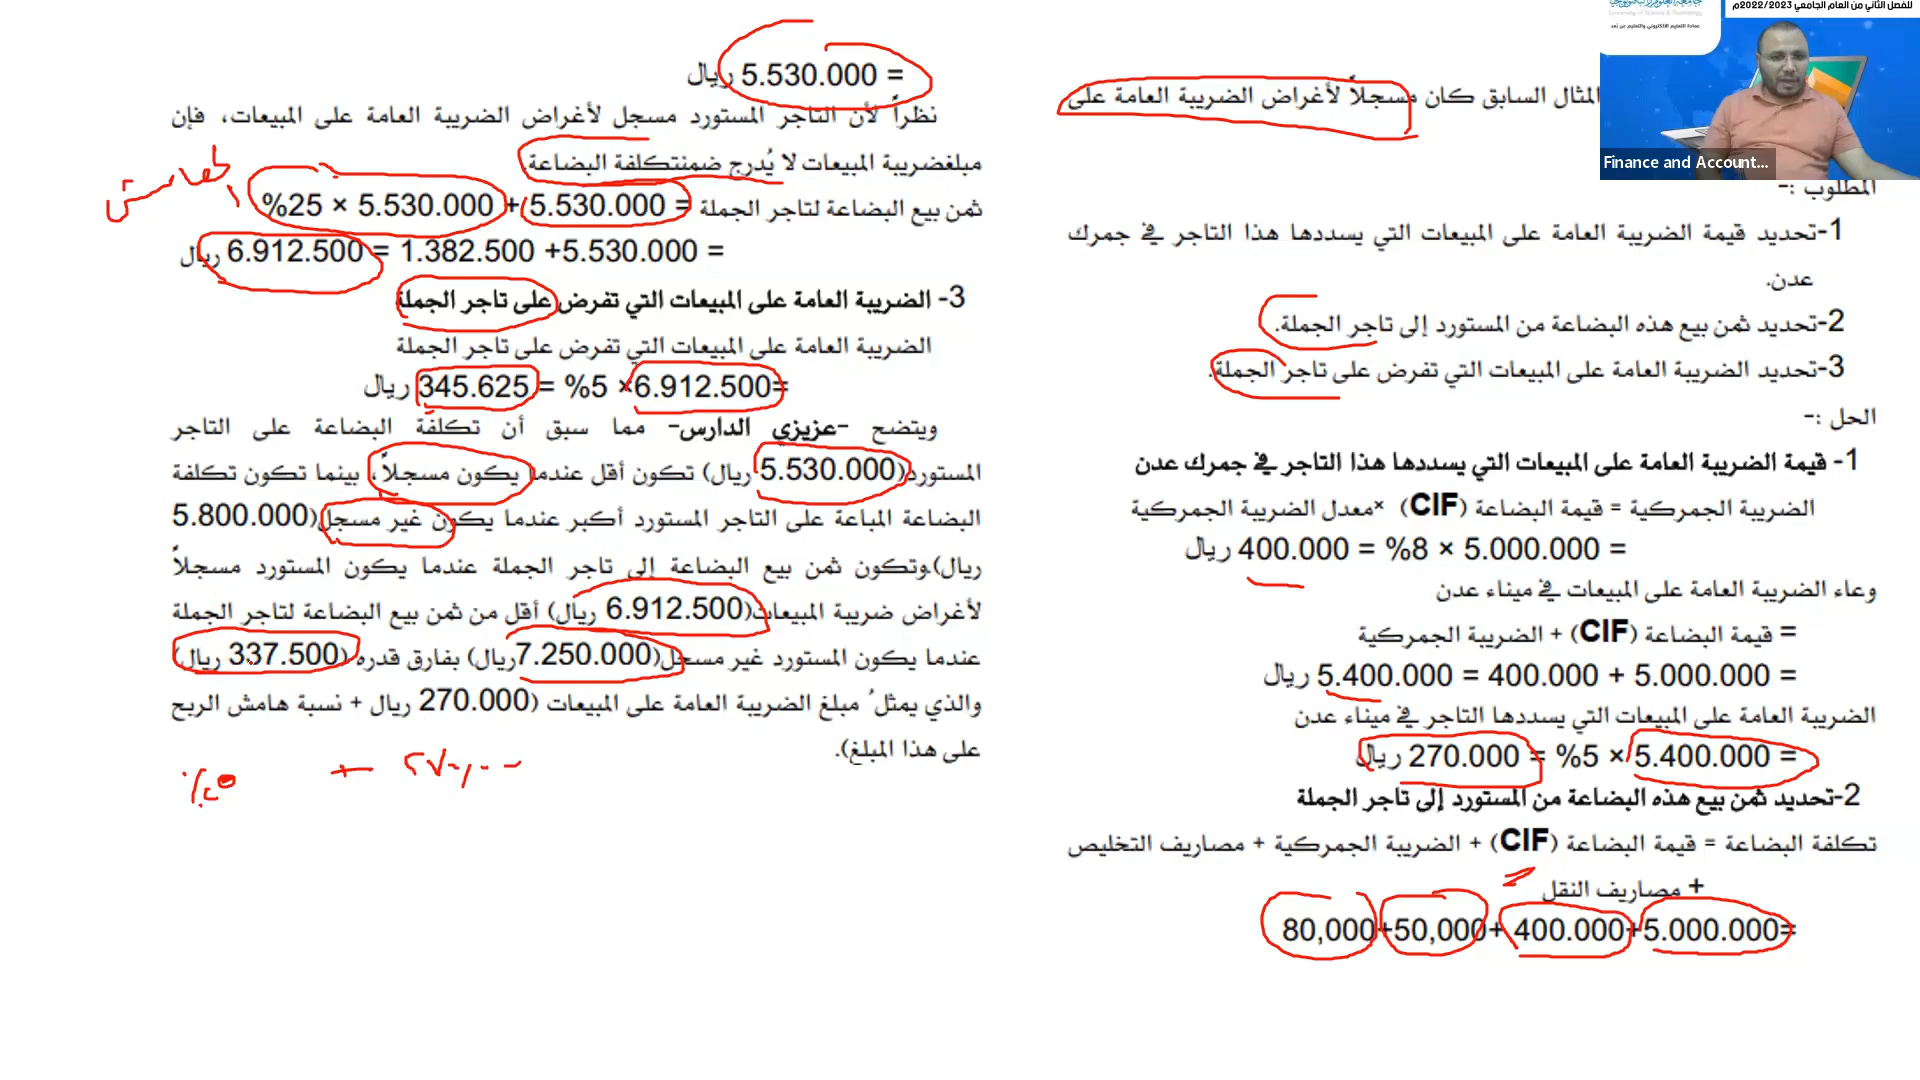 للفصل الثاني من العام الجامعي 2022/2023م
جامعة العلوم والتكنولوجيا
University of Science & Technology
عمادة التعليم الالكتروني والتعليم عن بُعد
Finance and Account...
المثال السابق كان مسجلاً لأغراض الضريبة العامة على
المطلوب :-
1-تحديد قيمة الضريبة العامة على المبيعات التي يسددها هذا التاجر في جمرك
عدن.
2-تحديد ثمن بيع هذه البضاعة من المستورد إلى تاجر الجملة.
3-تحديد الضريبة العامة على المبيعات التي تفرض على تاجر الجملة.
الحل :-
1- قيمة الضريبة العامة على المبيعات التي يسددها هذا التاجر في جمرك عدن
الضريبة الجمركية = قيمة البضاعة (CIF) ×معدل الضريبة الجمركية
= 5.000.000 × 8% = 400.000 ريال
وعاء الضريبة العامة على المبيعات في ميناء عدن
= قيمة البضاعة (CIF) + الضريبة الجمركية
= 5.000.000 + 400.000 = 5.400.000 ريال
الضريبة العامة على المبيعات التي يسددها التاجر في ميناء عدن
= 5.400.000 × 5% = 270.000 ريال
2-تحديد ثمن بيع هذه البضاعة من المستورد إلى تاجر الجملة
تكلفة البضاعة = قيمة البضاعة (CIF) + الضريبة الجمركية + مصاريف التخليص
+ مصاريف النقل
=5.000.000+400.000 +50,000+80,000
= 5.530.000 ريال
نظراً لأن التاجر المستورد مسجل لأغراض الضريبة العامة على المبيعات، فإن
مبلغضريبة المبيعات لا يُدرج ضمنتكلفة البضاعة
ثمن بيع البضاعة لتاجر الجملة = 5.530.000 + 5.530.000 × 25%
= 5.530.000+ 1.382.500 = 6.912.500 ريال
3- الضريبة العامة على المبيعات التي تفرض على تاجر الجملة
الضريبة العامة على المبيعات التي تفرض على تاجر الجملة
=6.912.500× 5% = 345.625 ريال
ويتضح -عزيزي الدارس- مما سبق أن تكلفة البضاعة على التاجر
المستورد(5.530.000 ريال) تكون أقل عندما يكون مسجلاً، بينما تكون تكلفة
البضاعة المباعة على التاجر المستورد أكبر عندما يكون غير مسجل(5.800.000
ريال).وتكون ثمن بيع البضاعة إلى تاجر الجملة عندما يكون المستورد مسجلاً
لأغراض ضريبة المبيعات(6.912.500 ريال) أقل من ثمن بيع البضاعة لتاجر الجملة
عندما يكون المستورد غير مسجل(7.250.000ريال) بفارق قدره (337.500 ريال)
والذي يمثل مبلغ الضريبة العامة على المبيعات (270.000 ريال + نسبة هامش الربح
على هذا المبلغ).